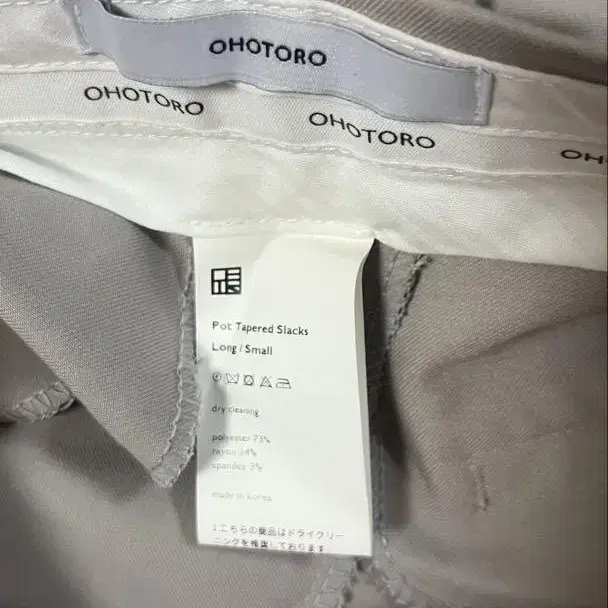 OHOTORO
OHOTORO
OHOTORO
OH
Pot Tapered Slacks
Long / Small
dry cleaning
polyester 73%
rayon 24%
spandex 3%
made in korea
こちらの商品はドライクリー
ニングを推奨しております